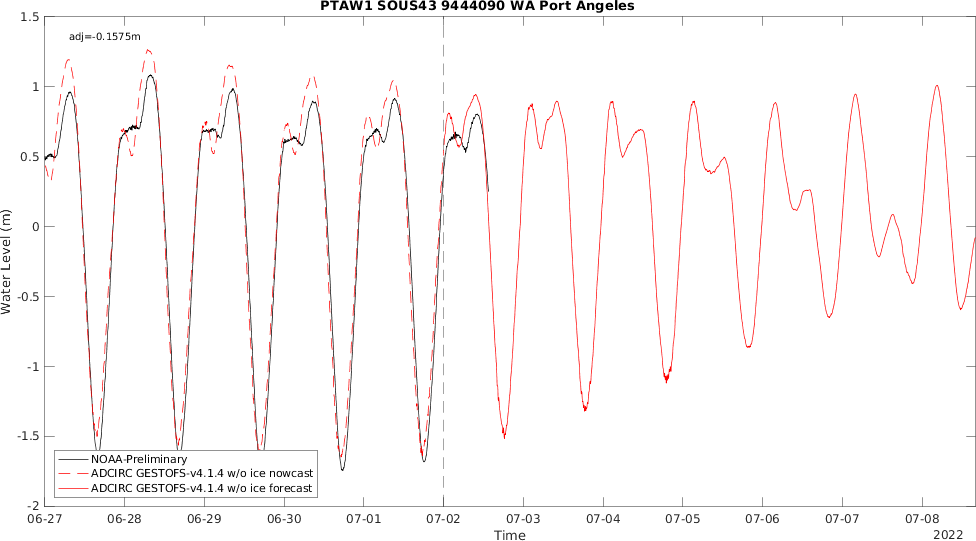 PTAW1 SOUS43 9444090 WA Port Angeles
adj=-0.1575m
1.5
1
0.5
0
-0.5
-1
-1.5
-2
Water Level (m)
NOAA-Preliminary
ADCIRC GESTOFS-v4.1.4 w/o ice nowcast
ADCIRC GESTOFS-v4.1.4 w/o ice forecast
06-27 06-28 06-29 06-30 07-01 07-02 07-03 07-04 07-05 07-06 07-07 07-08
Time
2022